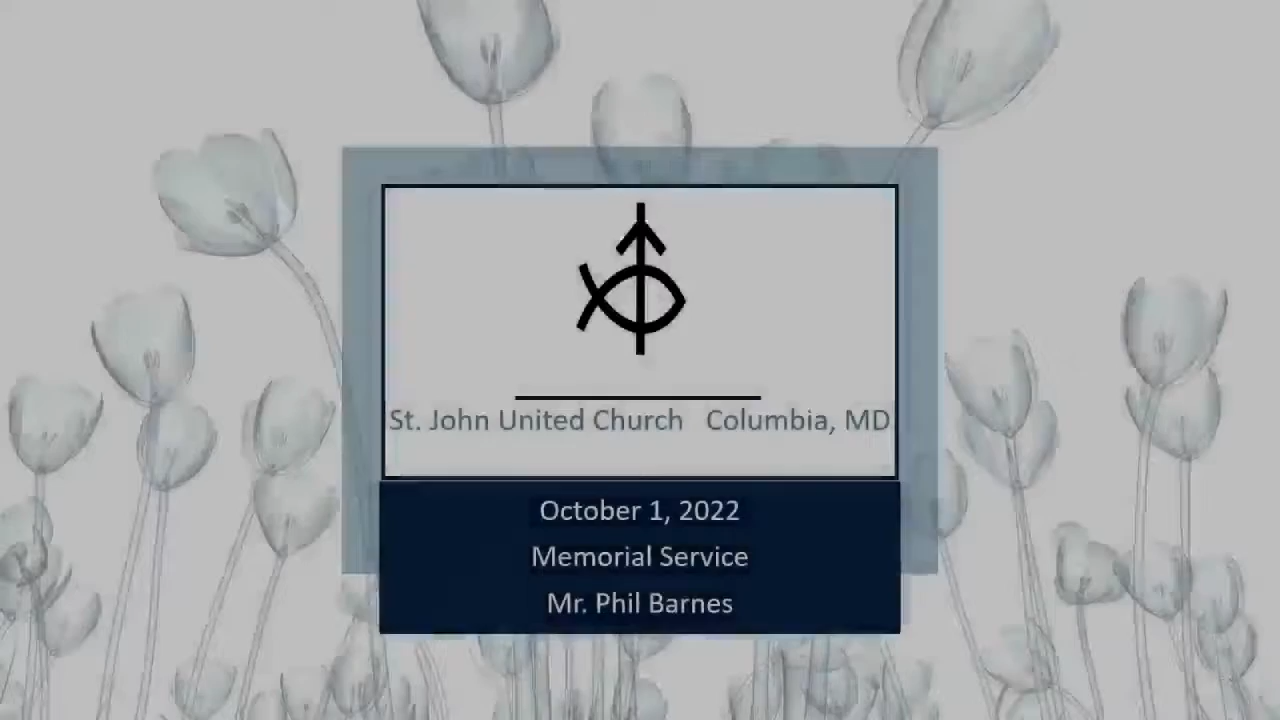 St. John United Church   Columbia, MD
October 1, 2022
Memorial Service
Mr. Phil Barnes